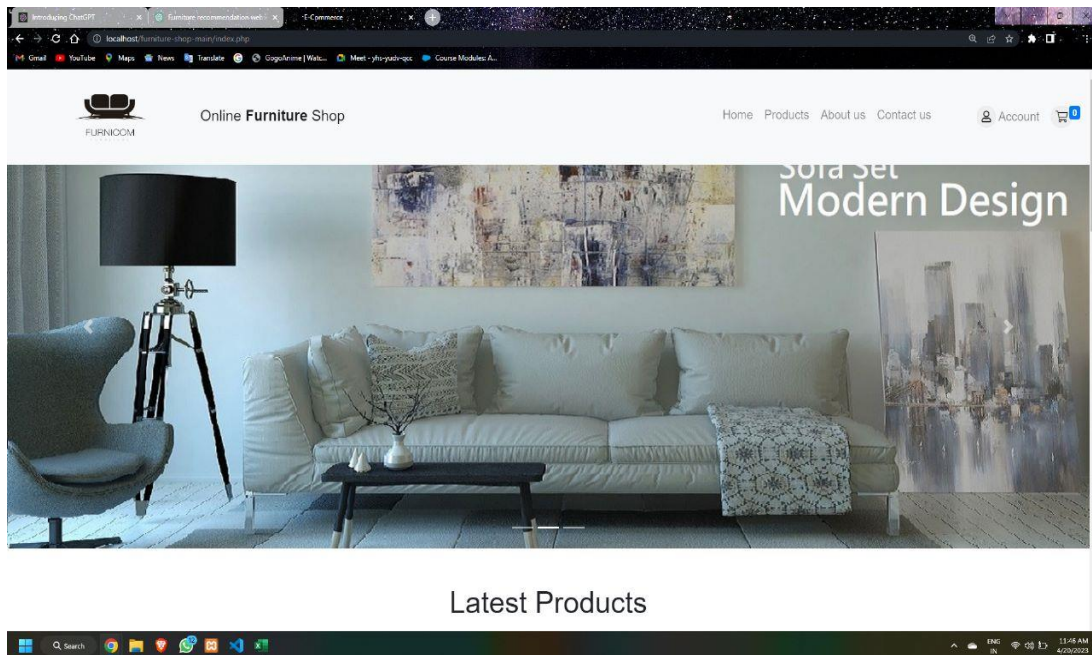 Introducing ChatGPT
Furniture recommendation web
-E-Commerce
localhost/furniture-shop-main/index.php
Gmail YouTube Maps News Translate GogoAnime | Watc... Meet - yhs-yudv-qcc Course Modules: A...
FURNICOM
Online Furniture Shop
Home Products About us Contact us Account 0
Sofa Set
Modern Design
Latest Products
Search
ENG
IN
11:46 AM
4/20/2023